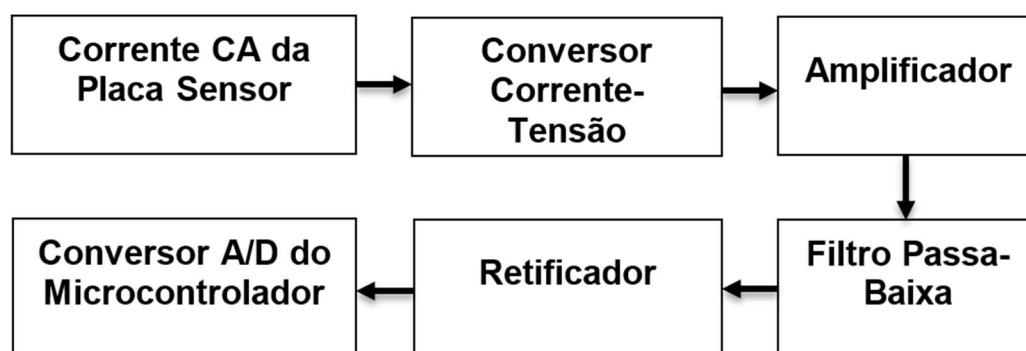 Corrente CA da
Placa Sensor
Conversor
Corrente-
Tensão
Amplificador
Filtro Passa-
Baixa
Retificador
Conversor A/D do
Microcontrolador